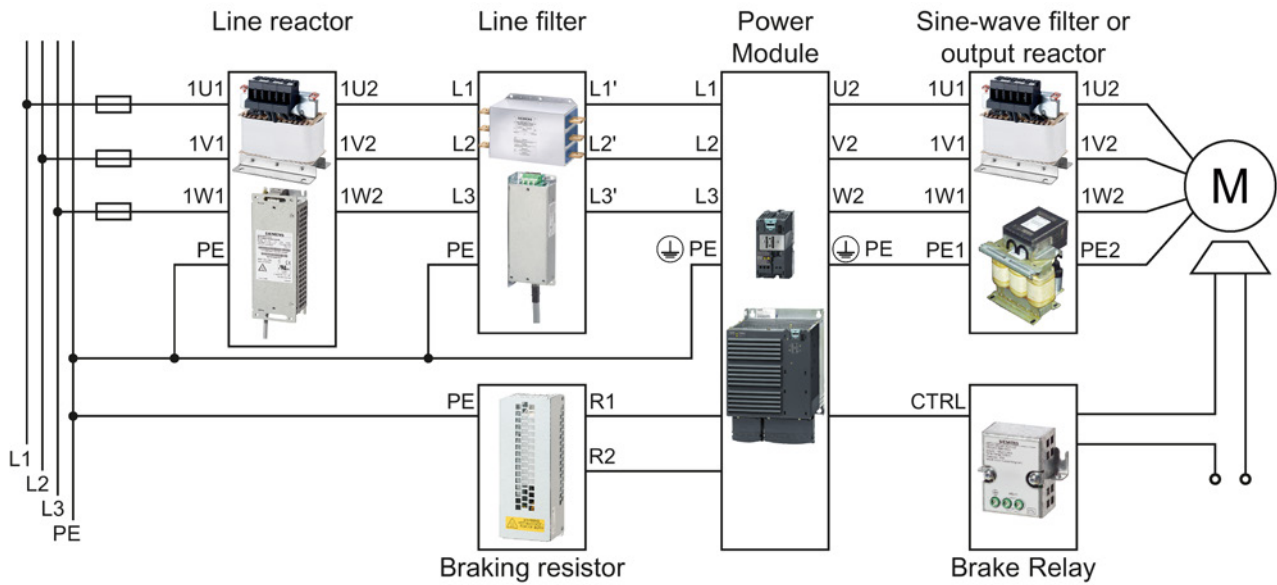 Line reactor
Line filter
Power
Module
Sine-wave filter or
output reactor
1U1 1U2 L1 L1' L1 U2 1U1 1U2
1V1 1V2 L2 L2' L2 V2 1V1 1V2
1W1 1W2 L3 L3' L3 W2 1W1 1W2
PE PE PE PE PE1 PE2
M
PE R1 CTRL
R2
L1
L2
L3
PE
Braking resistor
Brake Relay